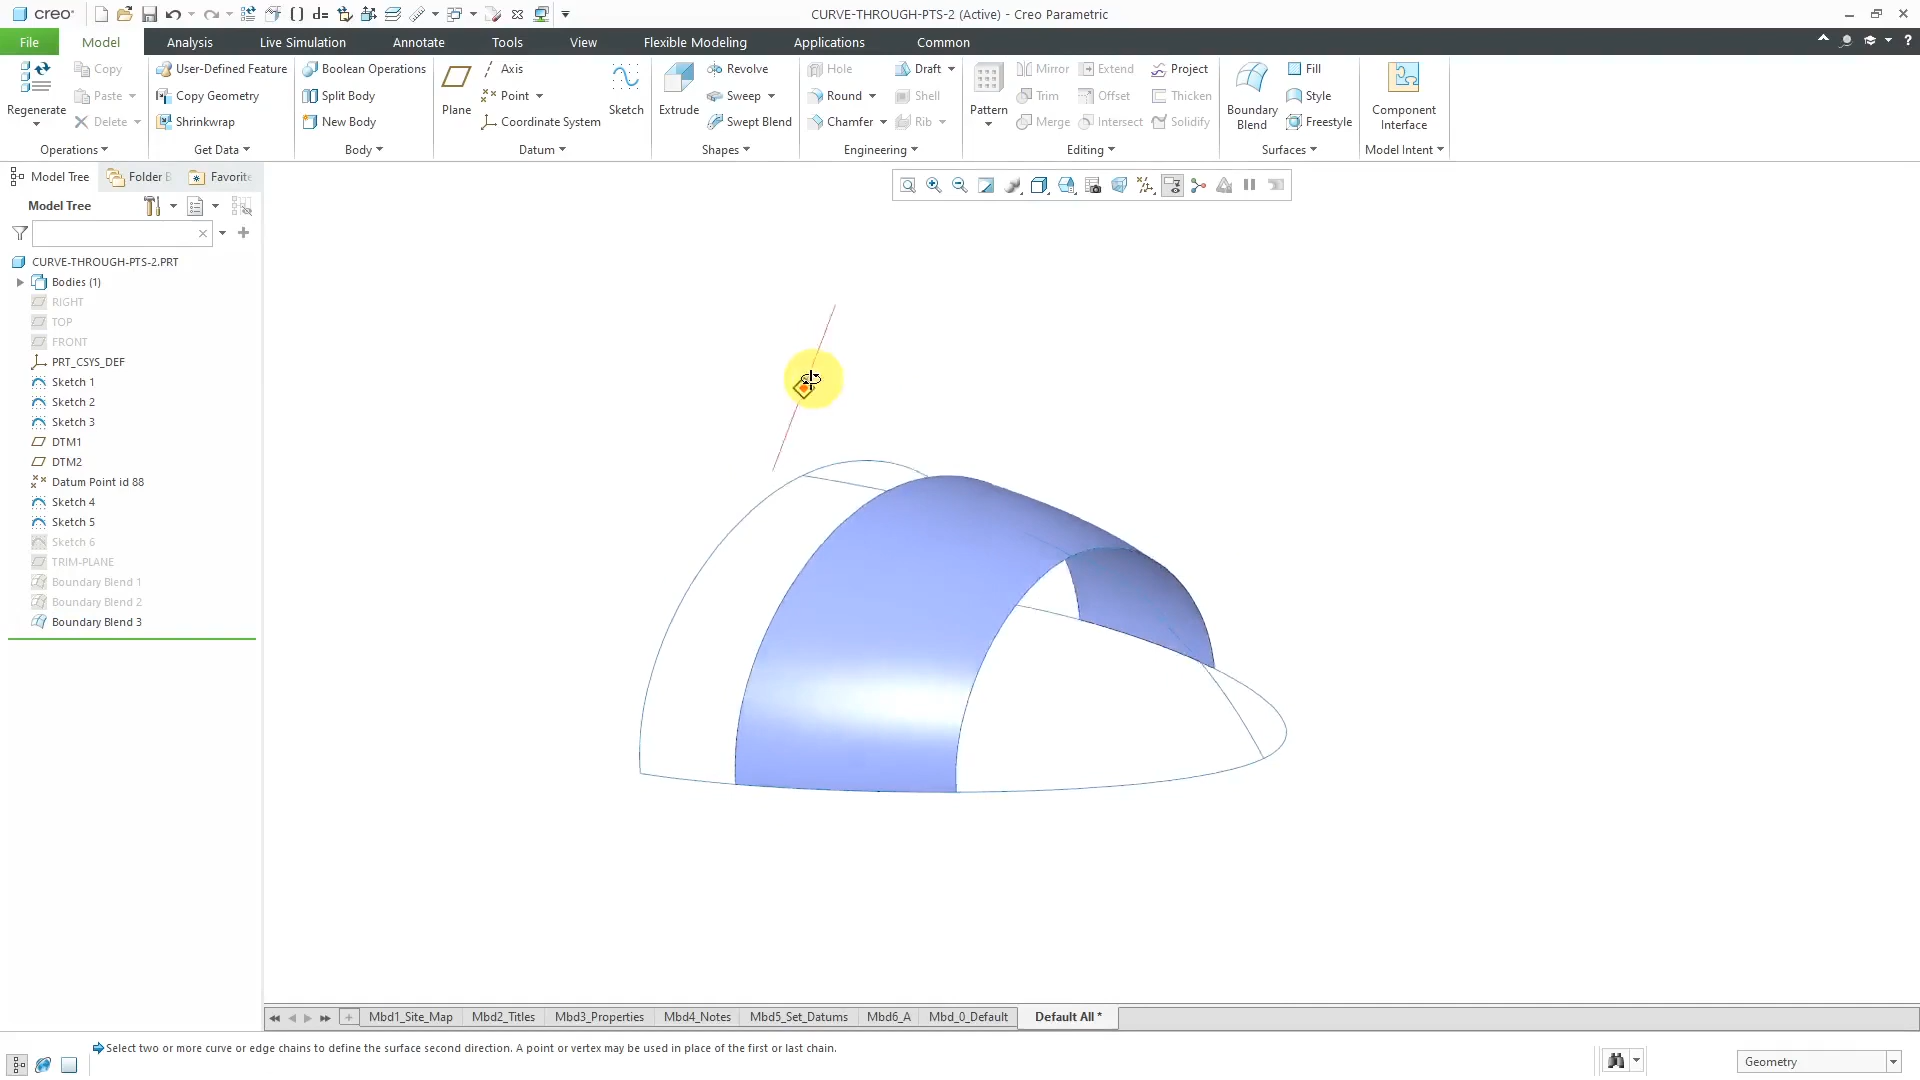 creo
d=
CURVE-THROUGH-PTS-2 (Active) - Creo Parametric
File
Model
Analysis
Live Simulation
Annotate
Tools
View
Flexible Modeling
Applications
Common
?
Regenerate
Copy
Paste
Delete
Operations
User-Defined Feature
Copy Geometry
Shrinkwrap
Get Data
Boolean Operations
Split Body
New Body
Body
Plane
Axis
Point
Coordinate System
Sketch
Datum
Extrude
Revolve
Sweep
Swept Blend
Shapes
Hole
Draft
Round
Shell
Chamfer
Rib
Engineering
Pattern
Mirror
Extend
Project
Trim
Offset
Thicken
Merge
Intersect
Solidify
Editing
Boundary Blend
Fill
Style
Freestyle
Surfaces
Component Interface
Model Intent
Model Tree
Folder B
Favorite
Model Tree
CURVE-THROUGH-PTS-2.PRT
Bodies (1)
RIGHT
TOP
FRONT
PRT_CSYS_DEF
Sketch 1
Sketch 2
Sketch 3
DTM1
DTM2
Datum Point id 88
Sketch 4
Sketch 5
Sketch 6
TRIM-PLANE
Boundary Blend 1
Boundary Blend 2
Boundary Blend 3
Mbd1_Site_Map
Mbd2_Titles
Mbd3_Properties
Mbd4_Notes
Mbd5_Set_Datums
Mbd6_A
Mbd_0_Default
Default All *
Select two or more curve or edge chains to define the surface second direction. A point or vertex may be used in place of the first or last chain.
Geometry